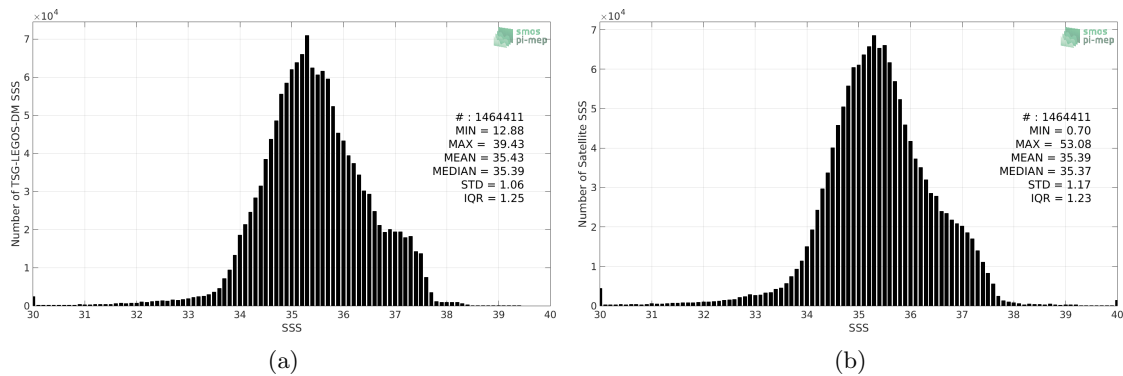 ×10⁴
smos
pi-mep
7
6
5
4
3
2
1
0
Number of TSG-LEGOS-DM SSS
# : 1464411
MIN = 12.88
MAX = 39.43
MEAN = 35.43
MEDIAN = 35.39
STD = 1.06
IQR = 1.25
30 31 32 33 34 35 36 37 38 39 40
SSS
(a)
×10⁴
smos
pi-mep
7
6
5
4
3
2
1
0
Number of Satellite SSS
# : 1464411
MIN = 0.70
MAX = 53.08
MEAN = 35.39
MEDIAN = 35.37
STD = 1.17
IQR = 1.23
30 31 32 33 34 35 36 37 38 39 40
SSS
(b)